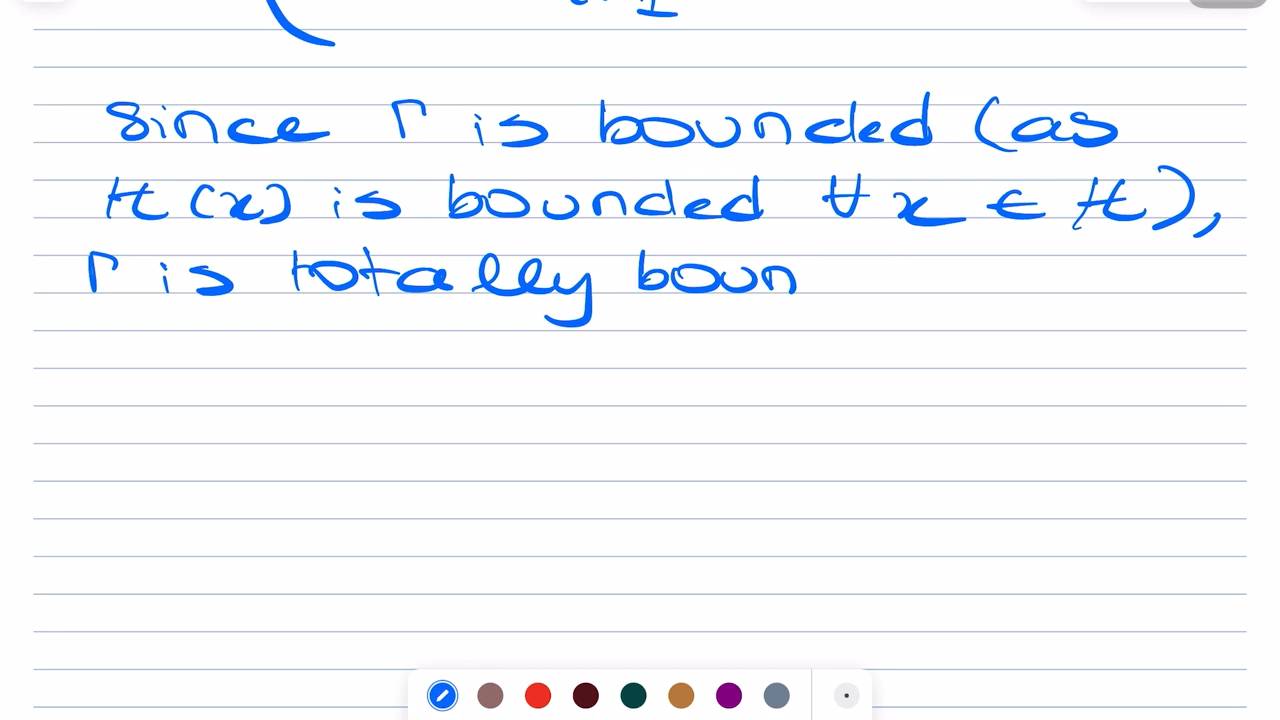 Since Γ is bounded (as
ℋ(x) is bounded ∀ x ∈ ℋ),
Γ is totally boun